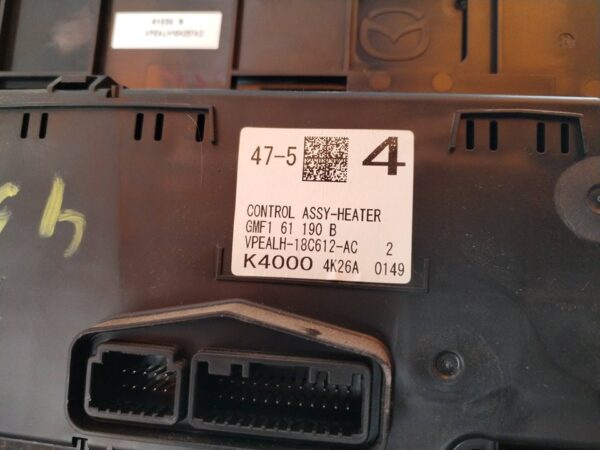 47-5 4
CONTROL ASSY-HEATER
GMF1 61 190 B
VPEALH-18C612-AC 2
K4000 4K26A 0149